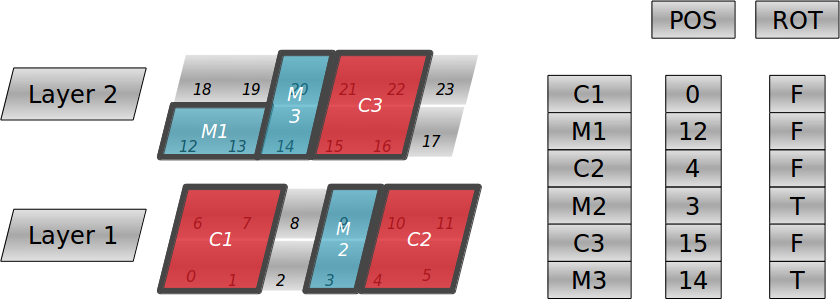 POS ROT
Layer 2
18 19 20 21 22 23
M1 M 3 C3
12 13 14 15 16 17
Layer 1
6 7 8 9 10 11
C1 M 2 C2
0 1 2 3 4 5
C1 0 F
M1 12 F
C2 4 F
M2 3 T
C3 15 F
M3 14 T